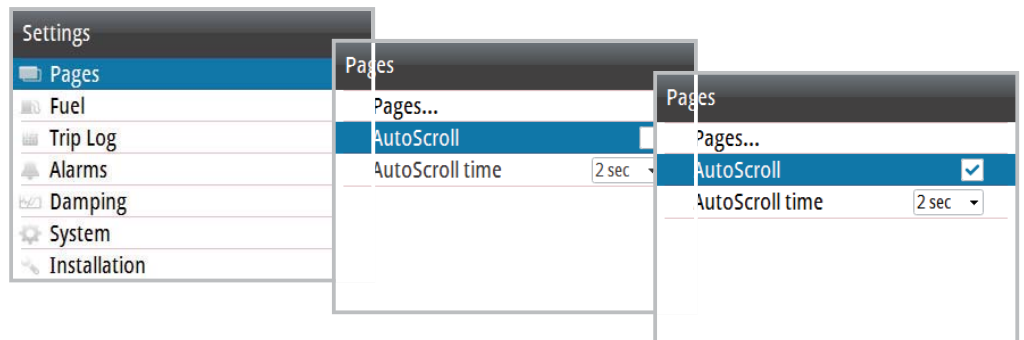 Settings
Pages
Fuel
Trip Log
Alarms
Damping
System
Installation
Pages
Pages...
AutoScroll
AutoScroll time 2 sec
Pages
Pages...
AutoScroll
AutoScroll time 2 sec